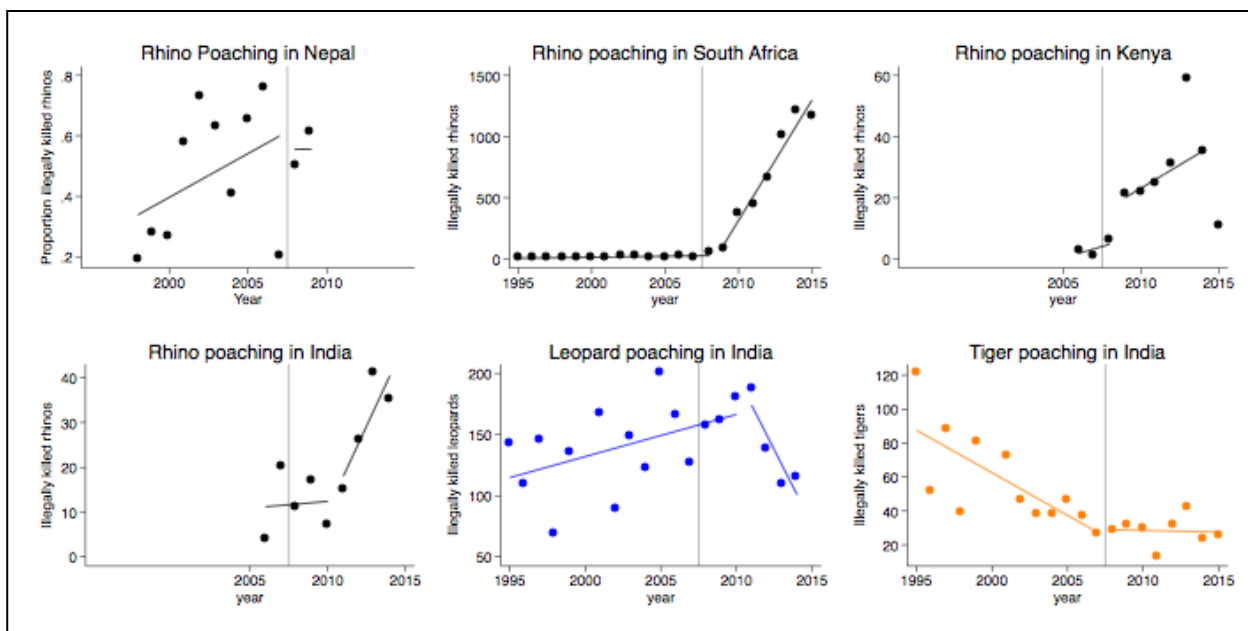 Rhino Poaching in Nepal
Proportion illegally killed rhinos
.8
.6
.4
.2
2000
2010
Year
Rhino poaching in South Africa
Illegally killed rhinos
1500
1000
500
0
1995
2000
2005
2010
2015
year
Rhino poaching in Kenya
Illegally killed rhinos
60
40
20
0
2005
2010
2015
year
Rhino poaching in India
Illegally killed rhinos
40
30
20
10
0
2005
2010
2015
year
Leopard poaching in India
Illegally killed leopards
200
150
100
50
1995
2000
2005
2010
2015
year
Tiger poaching in India
Illegally killed tigers
120
100
80
60
40
20
1995
2000
2005
2010
2015
year